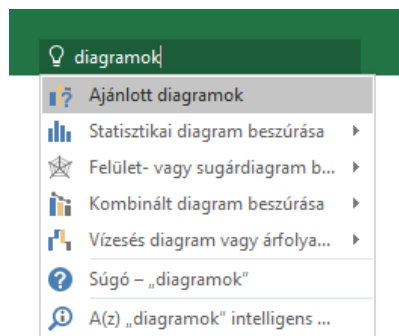 diagramok
Ajánlott diagramok
Statisztikai diagram beszúrása
Felület- vagy sugárdiagram b...
Kombinált diagram beszúrása
Vízesés diagram vagy árfolya...
Súgó – „diagramok”
A(z) „diagramok” intelligens ...